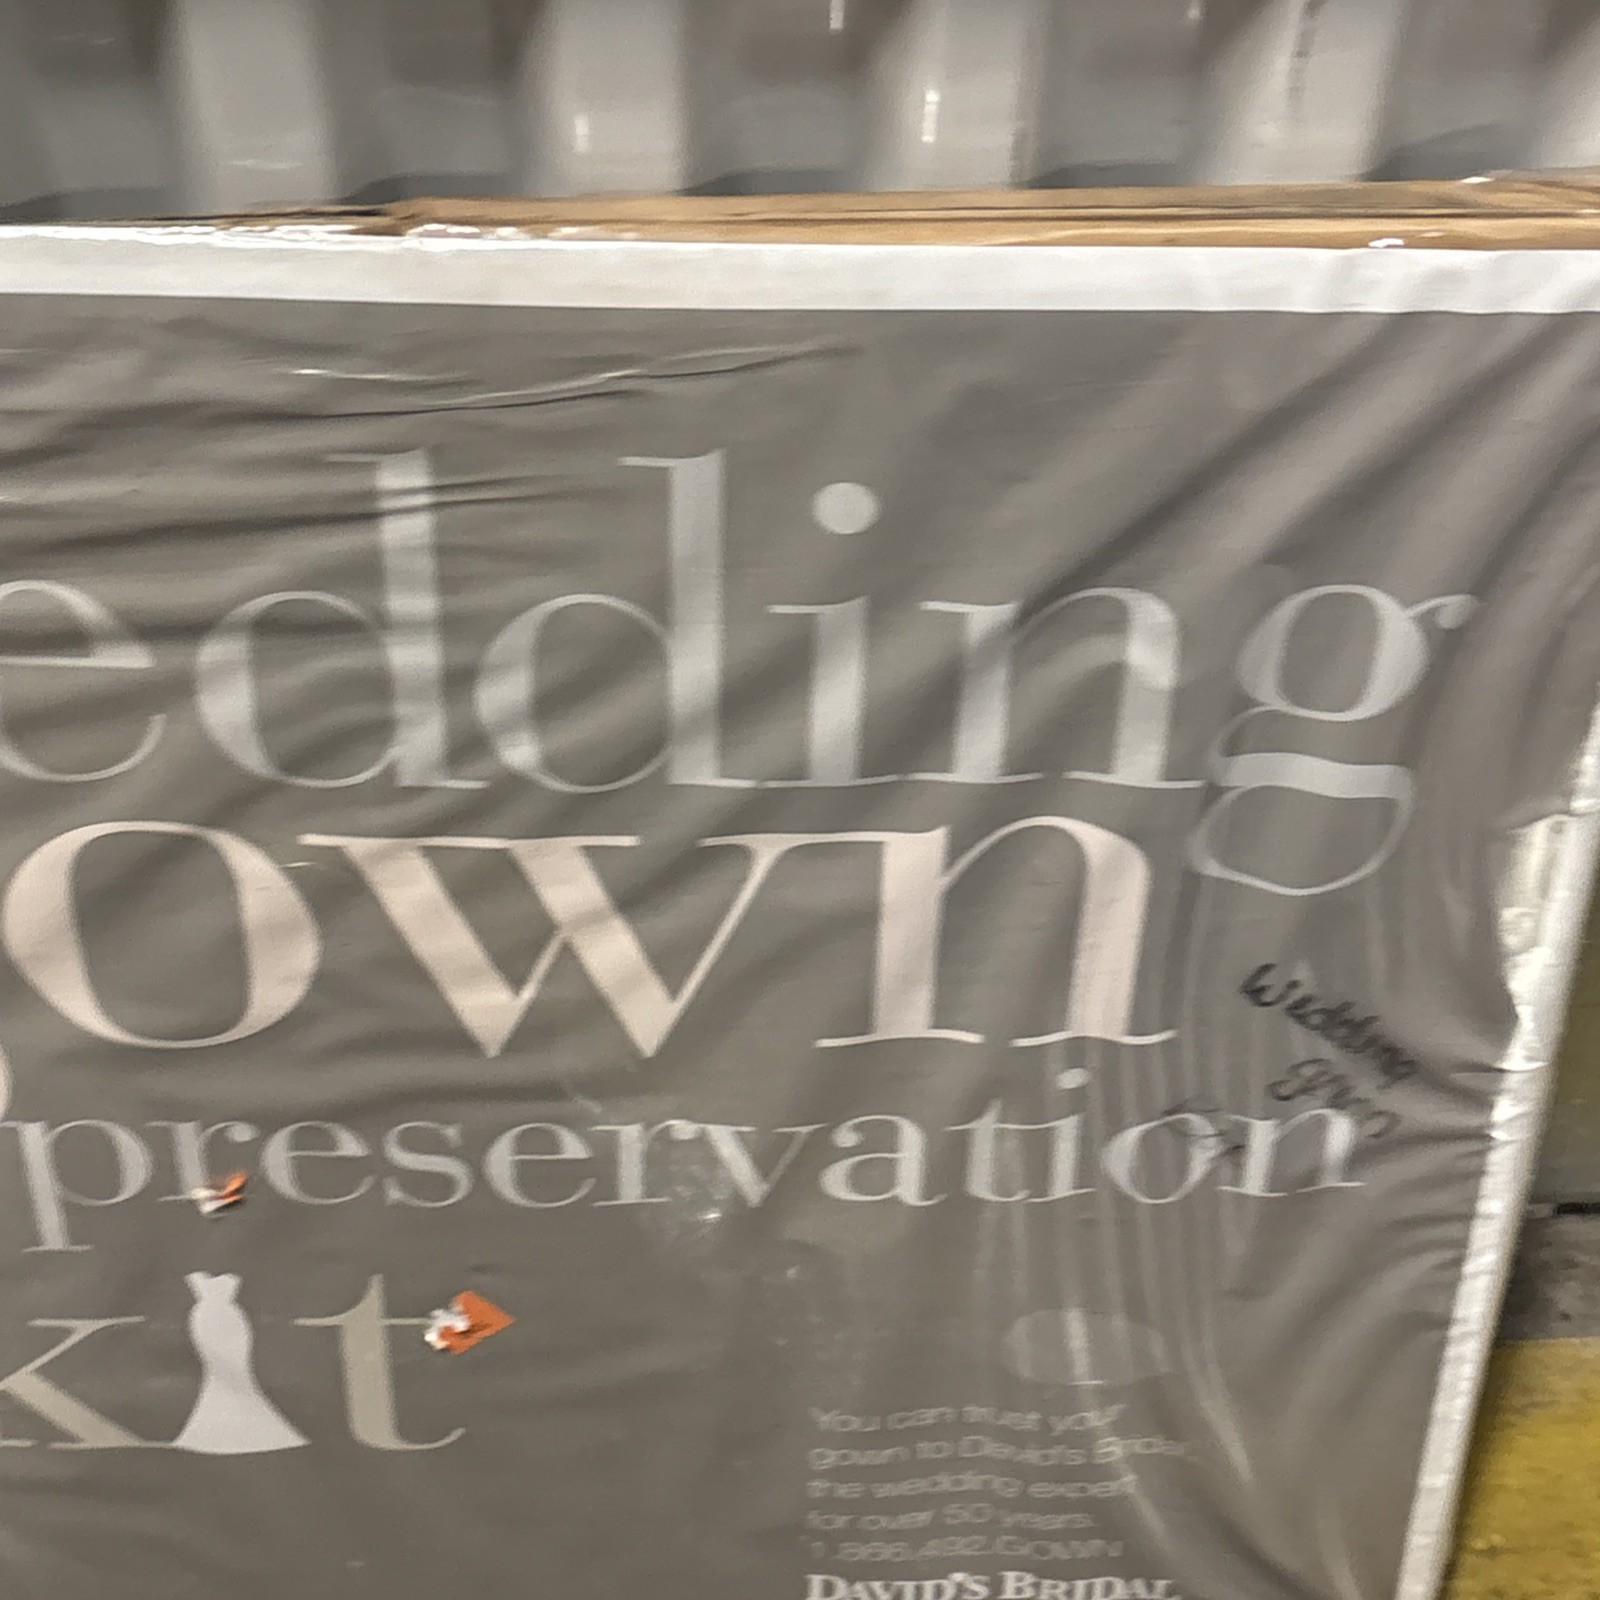 edding
own
preservation
kit
Wedding
gown
You can trust your
gown to David's Bridal
the wedding expert
for over 50 years.
1.866.492.GOWN
DAVID'S BRIDAL